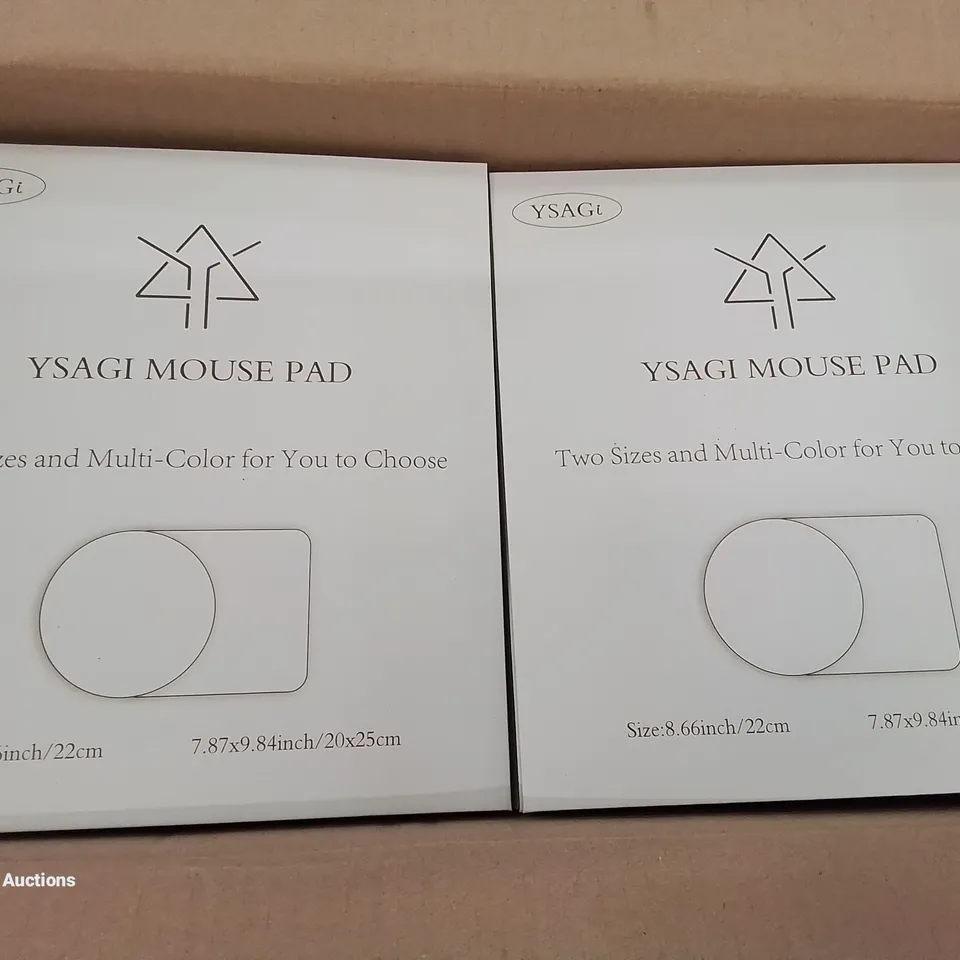 Gi
YSAGI MOUSE PAD
zes and Multi-Color for You to Choose
inch/22cm
7.87x9.84inch/20x25cm
YSAGi
YSAGI MOUSE PAD
Two Sizes and Multi-Color for You to
Size:8.66inch/22cm
7.87x9.84in
Auctions